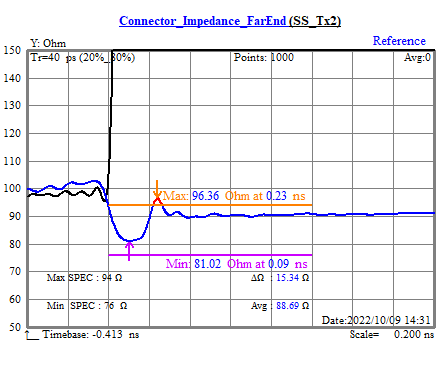 Connector_Impedance_FarEnd (SS_Tx2)
Y: Ohm
Reference
Tr=40 ps (20%_80%)
Points: 1000
Avg:0
150
140
130
120
110
100
90
80
70
60
50
Max: 96.36 Ohm at 0.23 ns
Min: 81.02 Ohm at 0.09 ns
Max SPEC : 94 Ω
ΔΩ : 15.34 Ω
Min SPEC : 76 Ω
Avg : 88.69 Ω
Date:2022/10/09 14:31
Timebase: -0.413 ns
Scale= 0.200 ns